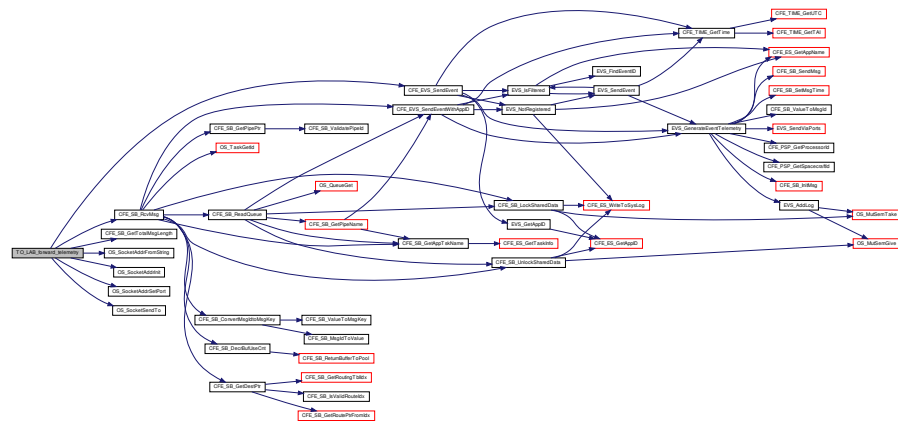 TO_LAB_forward_telemetry
CFE_SB_RcvMsg
CFE_SB_GetTotalMsgLength
OS_SocketAddrFromString
OS_SocketAddrInit
OS_SocketAddrSetPort
OS_SocketSendTo
CFE_SB_GetPipePtr
OS_TaskGetId
CFE_SB_ReadQueue
CFE_SB_ConvertMsgIdtoMsgKey
CFE_SB_DecrBufUseCnt
CFE_SB_GetDestPtr
CFE_SB_ValidatePipeId
OS_QueueGet
CFE_SB_GetPipeName
CFE_SB_ValueToMsgKey
CFE_SB_MsgIdToValue
CFE_SB_ReturnBufferToPool
CFE_SB_GetRoutingTblIdx
CFE_SB_IsValidRouteIdx
CFE_SB_GetRoutePtrFromIdx
CFE_EVS_SendEvent
CFE_EVS_SendEventWithAppID
CFE_SB_GetAppTskName
CFE_SB_LockSharedData
EVS_GetAppID
CFE_ES_GetTaskInfo
CFE_SB_UnlockSharedData
EVS_FindEventID
EVS_IsFiltered
EVS_SendEvent
EVS_NotRegistered
CFE_ES_WriteToSysLog
CFE_ES_GetAppID
CFE_TIME_GetTime
EVS_GenerateEventTelemetry
CFE_TIME_GetUTC
CFE_TIME_GetTAI
CFE_ES_GetAppName
CFE_SB_SendMsg
CFE_SB_SetMsgTime
CFE_SB_ValueToMsgId
EVS_SendViaPorts
CFE_PSP_GetProcessorId
CFE_PSP_GetSpacecraftId
CFE_SB_InitMsg
EVS_AddLog
OS_MutSemTake
OS_MutSemGive